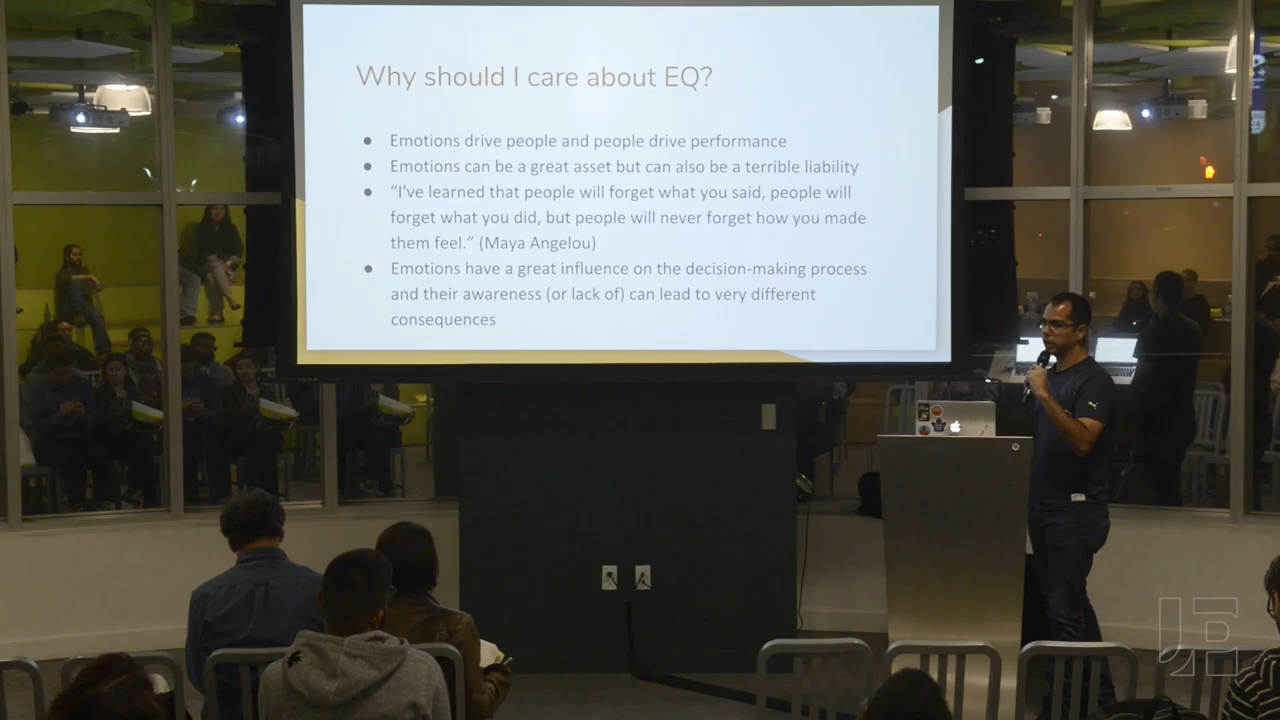 Why should I care about EQ?
● Emotions drive people and people drive performance
● Emotions can be a great asset but can also be a terrible liability
● “I've learned that people will forget what you said, people will
forget what you did, but people will never forget how you made
them feel.” (Maya Angelou)
● Emotions have a great influence on the decision-making process
and their awareness (or lack of) can lead to very different
consequences
PUMA